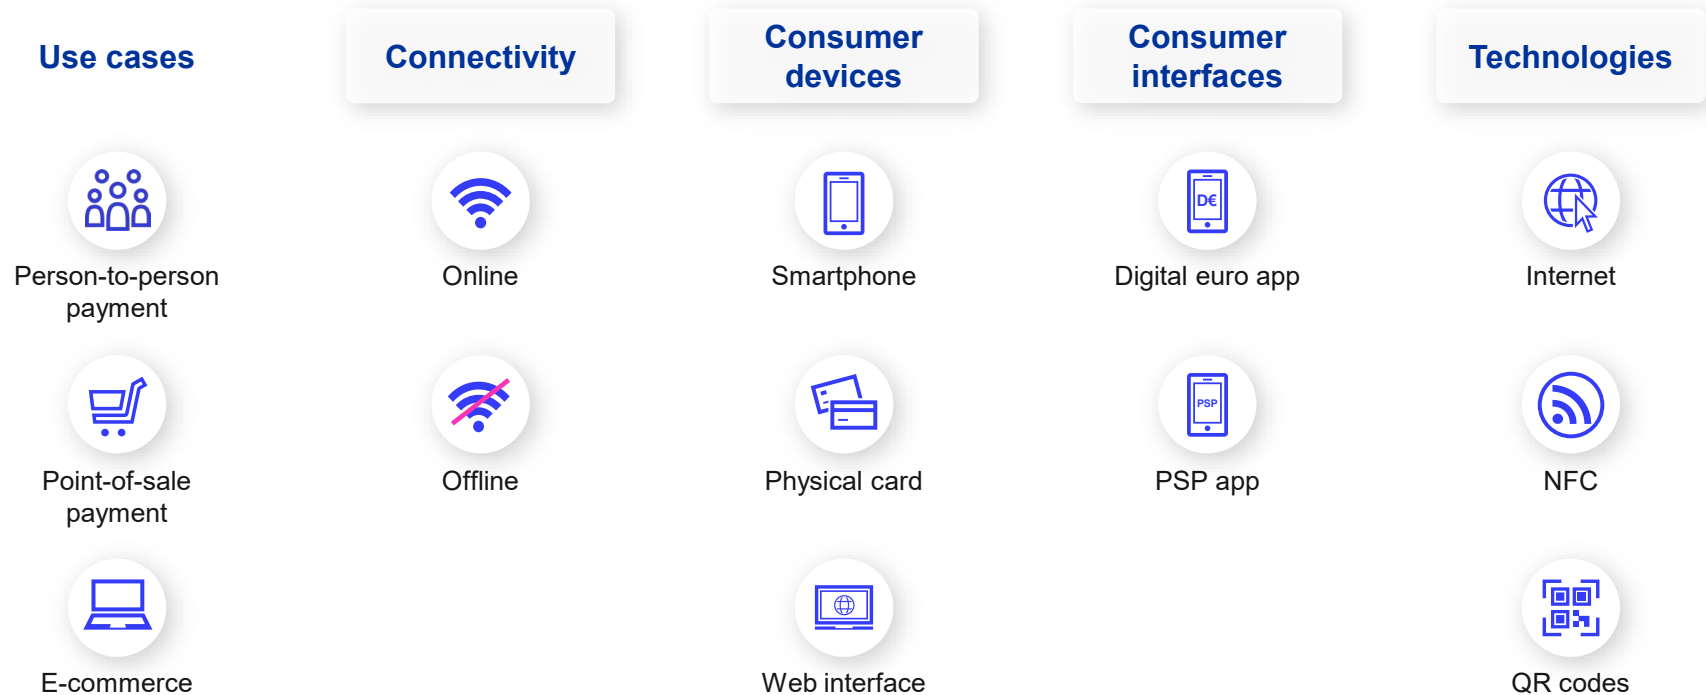 Use cases
Connectivity
Consumer
devices
Consumer
interfaces
Technologies
D€
Person-to-person
payment
Online
Smartphone
Digital euro app
Internet
PSP
Point-of-sale
payment
Offline
Physical card
PSP app
NFC
E-commerce
Web interface
QR codes